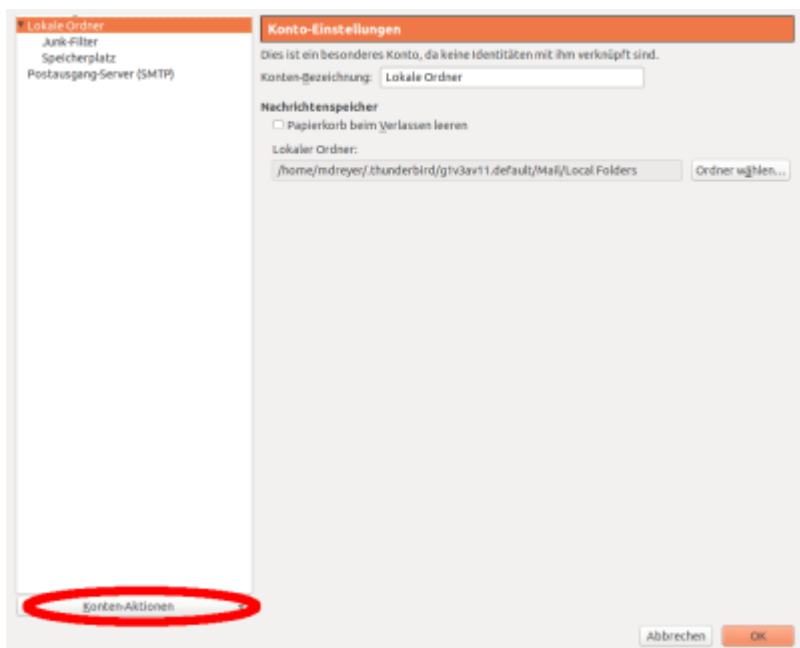 Lokale Ordner
Junk-Filter
Speicherplatz
Postausgang-Server (SMTP)
Konten-Aktionen
Konto-Einstellungen
Dies ist ein besonderes Konto, da keine Identitäten mit ihm verknüpft sind.
Konten-Bezeichnung: Lokale Ordner
Nachrichtenspeicher
Papierkorb beim Verlassen leeren
Lokaler Ordner:
/home/mdreyer/.thunderbird/g1v3av11.default/Mail/Local Folders Ordner wählen...
Abbrechen OK